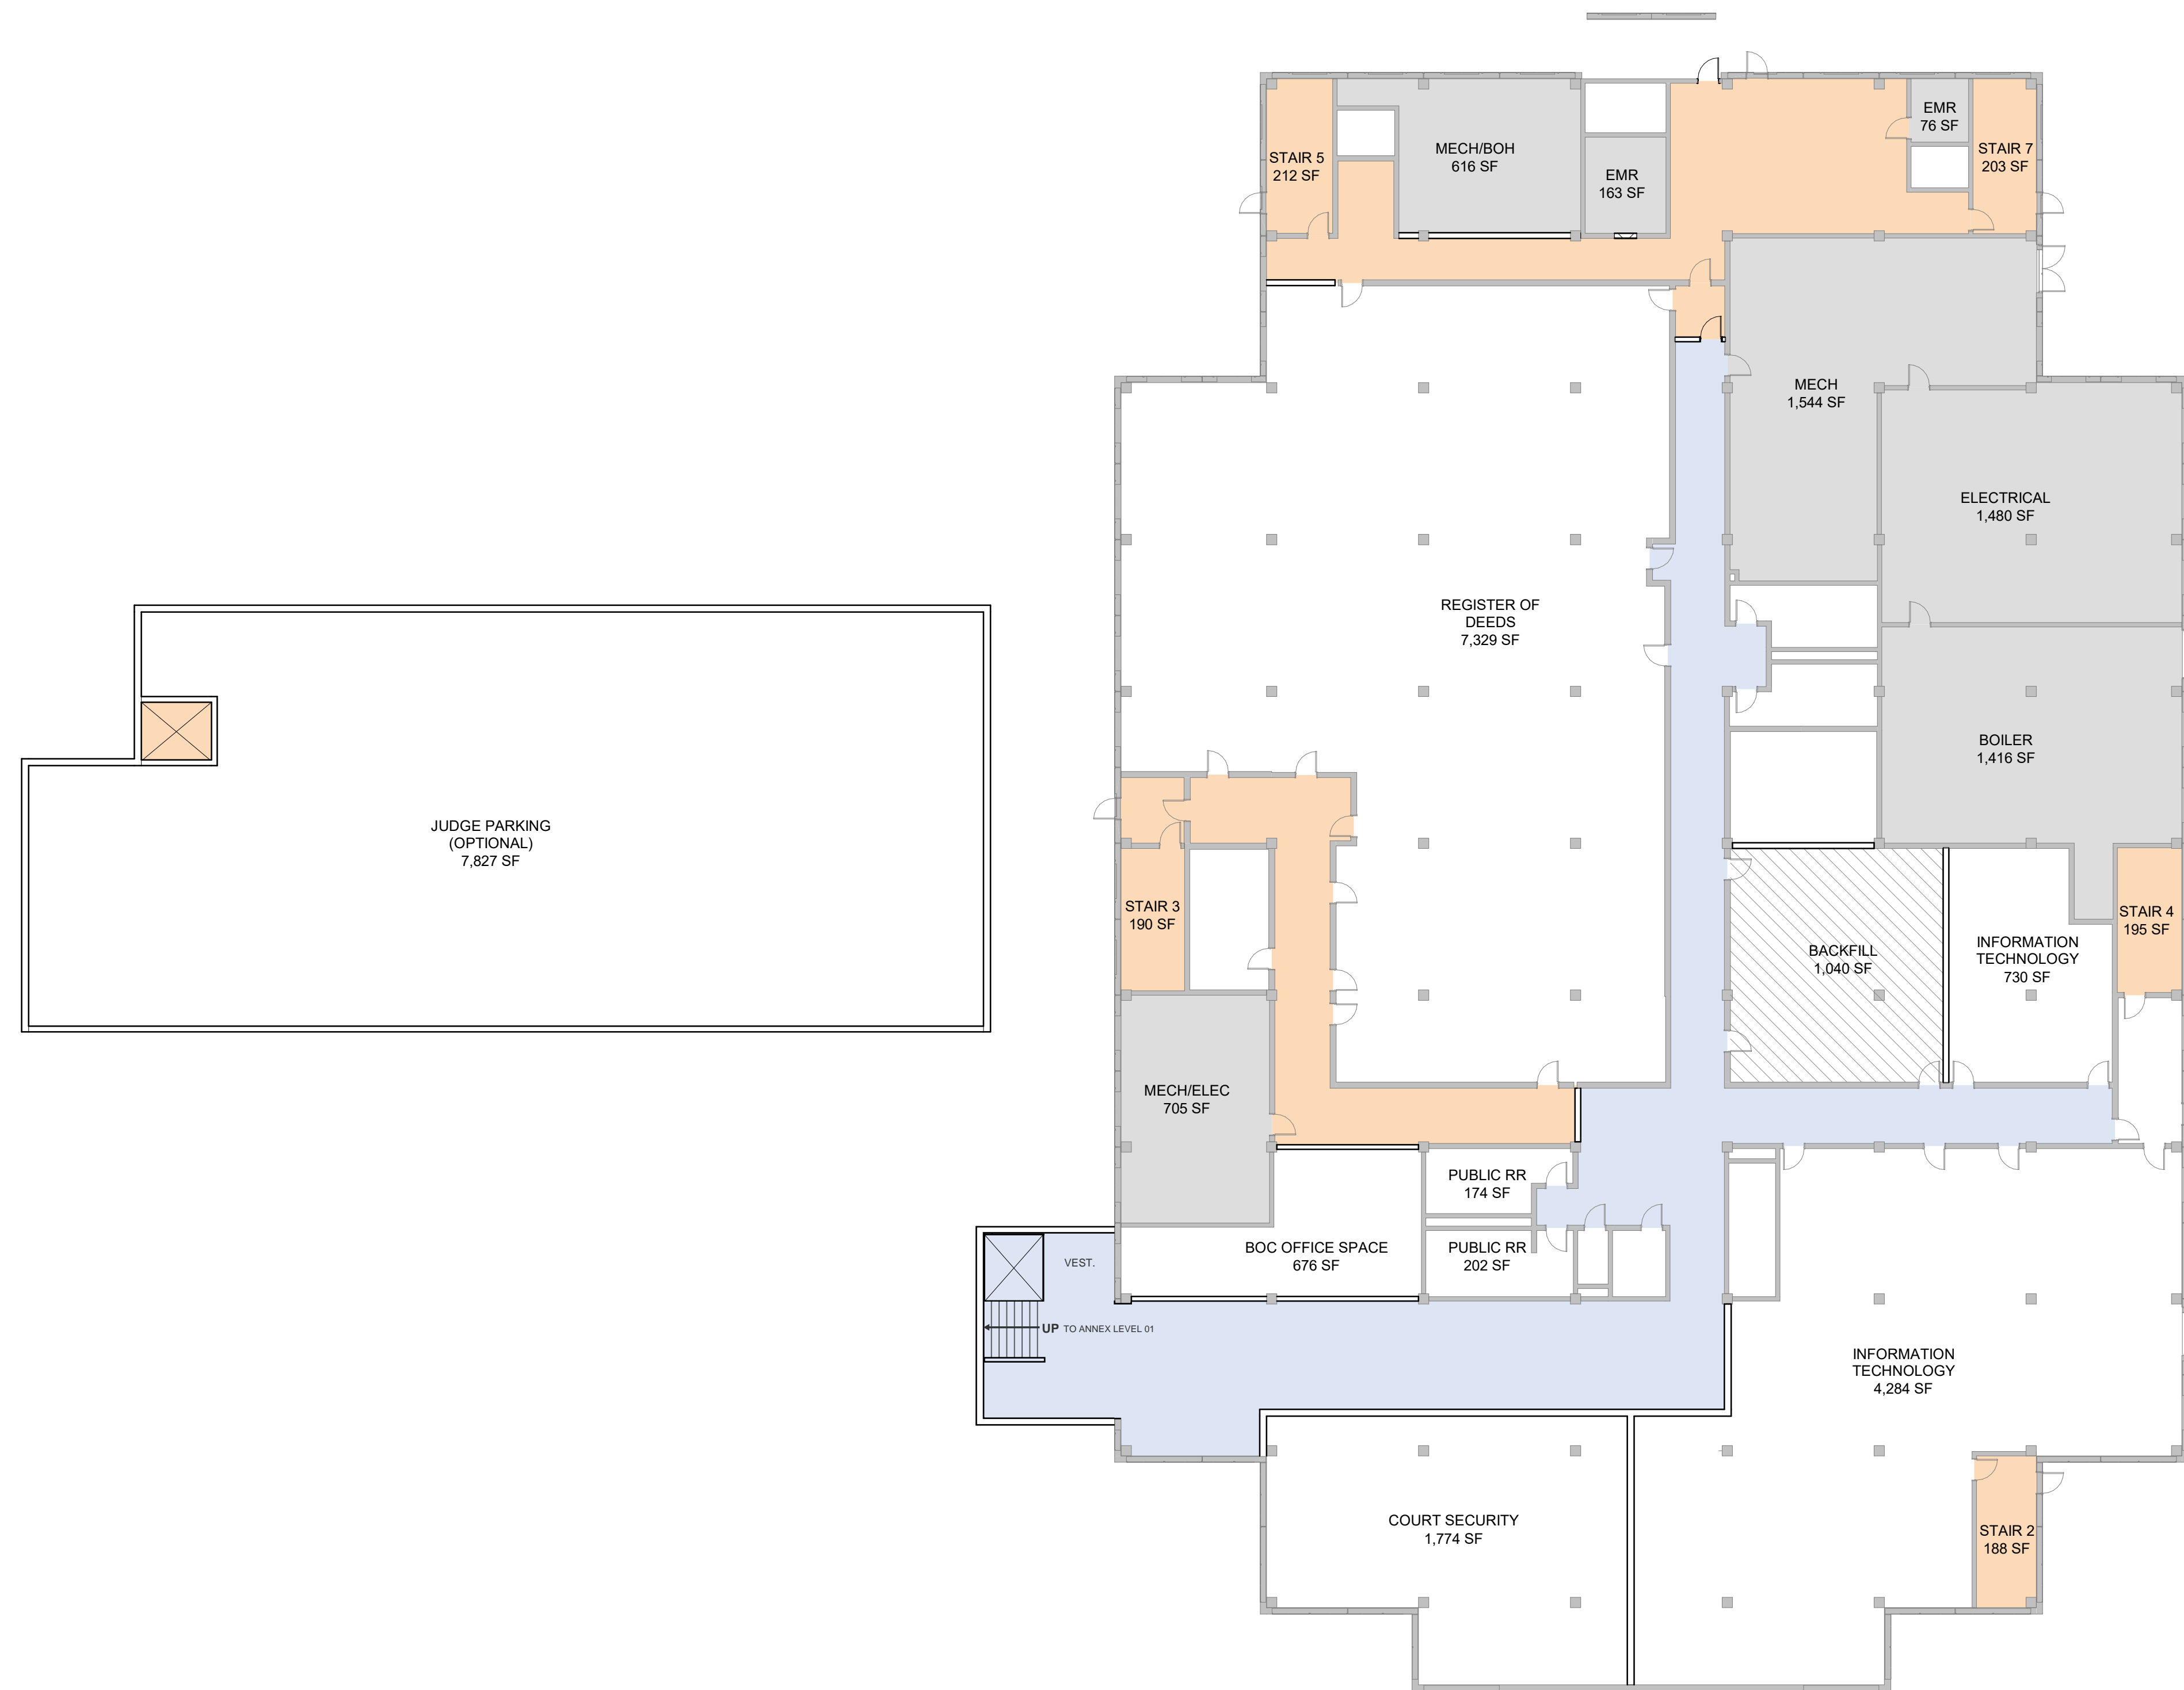 EMR
76 SF
STAIR 5
212 SF
MECH/BOH
616 SF
EMR
163 SF
STAIR 7
203 SF
MECH
1,544 SF
ELECTRICAL
1,480 SF
REGISTER OF
DEEDS
7,329 SF
BOILER
1,416 SF
JUDGE PARKING
(OPTIONAL)
7,827 SF
STAIR 3
190 SF
BACKFILL
1,040 SF
INFORMATION
TECHNOLOGY
730 SF
STAIR 4
195 SF
MECH/ELEC
705 SF
PUBLIC RR
174 SF
BOC OFFICE SPACE
676 SF
PUBLIC RR
202 SF
VEST.
UP TO ANNEX LEVEL 01
INFORMATION
TECHNOLOGY
4,284 SF
COURT SECURITY
1,774 SF
STAIR 2
188 SF